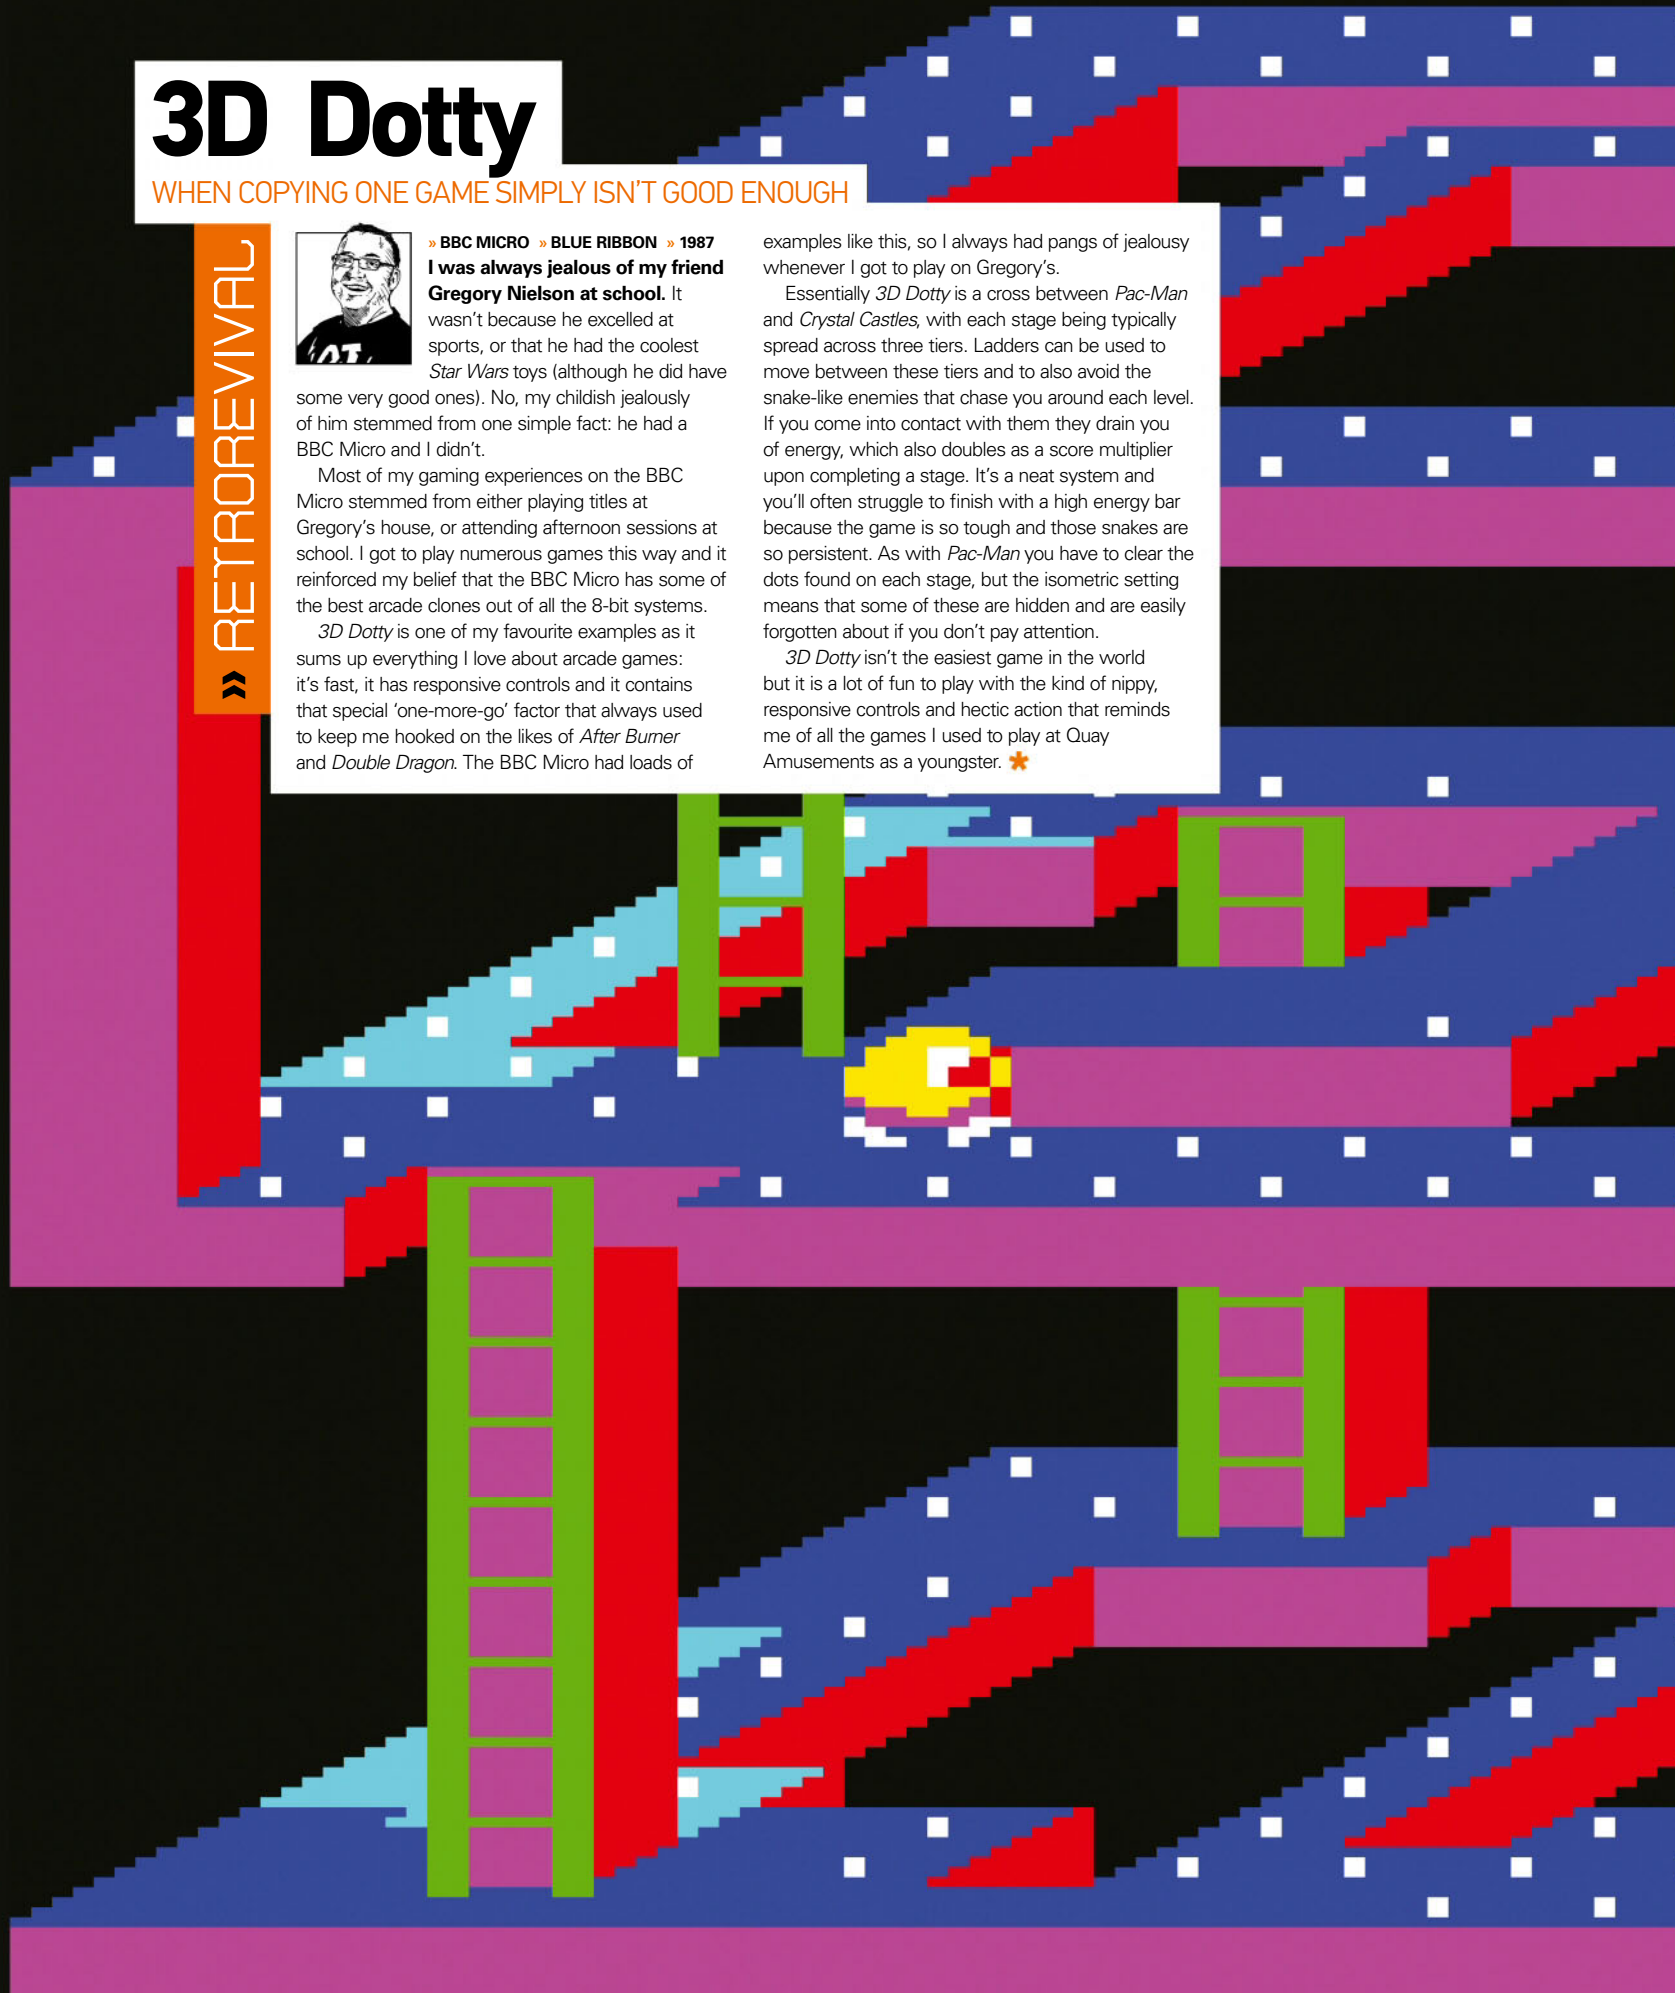 3D Dotty
WHEN COPYING ONE GAME SIMPLY ISN'T GOOD ENOUGH
» RETROREVIVAL
» BBC MICRO » BLUE RIBBON » 1987
I was always jealous of my friend
Gregory Nielson at school. It
wasn't because he excelled at
sports, or that he had the coolest
Star Wars toys (although he did have
some very good ones). No, my childish jealously
of him stemmed from one simple fact: he had a
BBC Micro and I didn't.
Most of my gaming experiences on the BBC
Micro stemmed from either playing titles at
Gregory's house, or attending afternoon sessions at
school. I got to play numerous games this way and it
reinforced my belief that the BBC Micro has some of
the best arcade clones out of all the 8-bit systems.
3D Dotty is one of my favourite examples as it
sums up everything I love about arcade games:
it's fast, it has responsive controls and it contains
that special 'one-more-go' factor that always used
to keep me hooked on the likes of After Burner
and Double Dragon. The BBC Micro had loads of
examples like this, so I always had pangs of jealousy
whenever I got to play on Gregory's.
Essentially 3D Dotty is a cross between Pac-Man
and Crystal Castles, with each stage being typically
spread across three tiers. Ladders can be used to
move between these tiers and to also avoid the
snake-like enemies that chase you around each level.
If you come into contact with them they drain you
of energy, which also doubles as a score multiplier
upon completing a stage. It's a neat system and
you'll often struggle to finish with a high energy bar
because the game is so tough and those snakes are
so persistent. As with Pac-Man you have to clear the
dots found on each stage, but the isometric setting
means that some of these are hidden and are easily
forgotten about if you don't pay attention.
3D Dotty isn't the easiest game in the world
but it is a lot of fun to play with the kind of nippy,
responsive controls and hectic action that reminds
me of all the games I used to play at Quay
Amusements as a youngster.